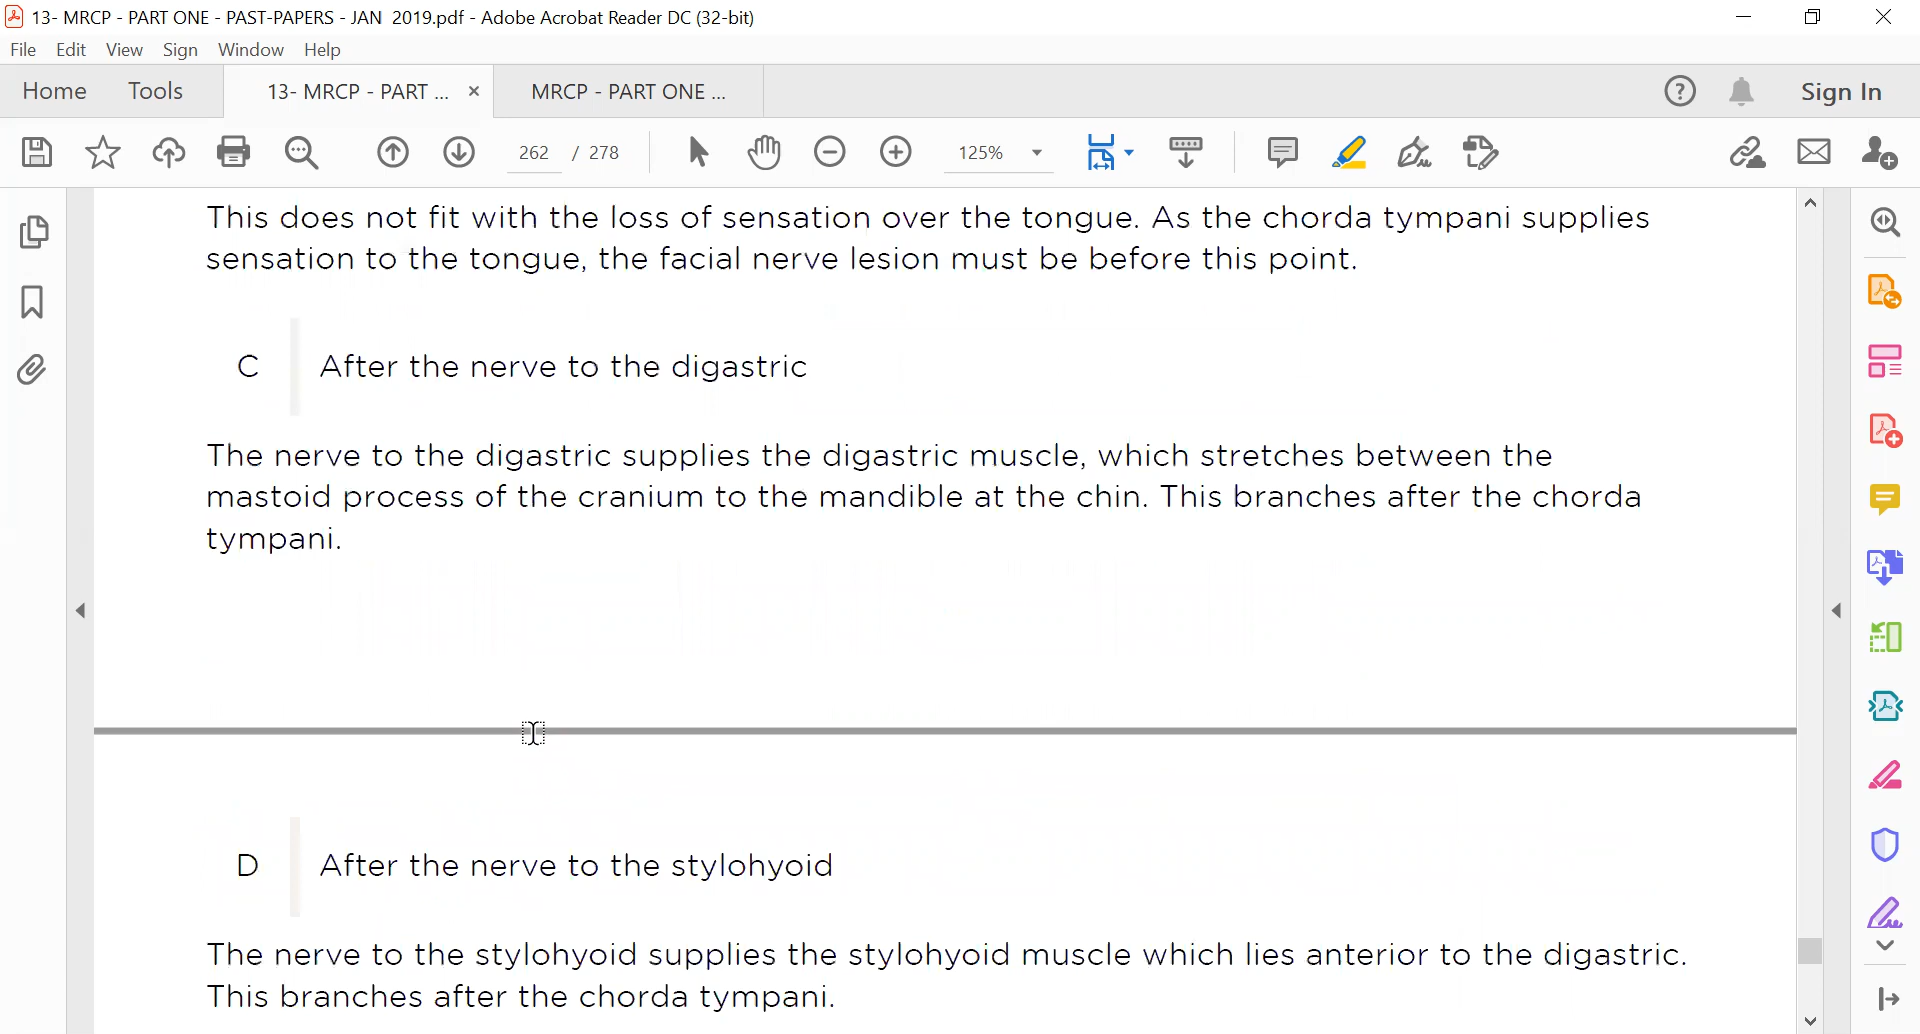 13- MRCP - PART ONE - PAST-PAPERS - JAN 2019.pdf - Adobe Acrobat Reader DC (32-bit)
File Edit View Sign Window Help
Home Tools 13- MRCP - PART ... × MRCP - PART ONE ... Sign In
262 / 278 125%
This does not fit with the loss of sensation over the tongue. As the chorda tympani supplies
sensation to the tongue, the facial nerve lesion must be before this point.
C After the nerve to the digastric
The nerve to the digastric supplies the digastric muscle, which stretches between the
mastoid process of the cranium to the mandible at the chin. This branches after the chorda
tympani.
D After the nerve to the stylohyoid
The nerve to the stylohyoid supplies the stylohyoid muscle which lies anterior to the digastric.
This branches after the chorda tympani.